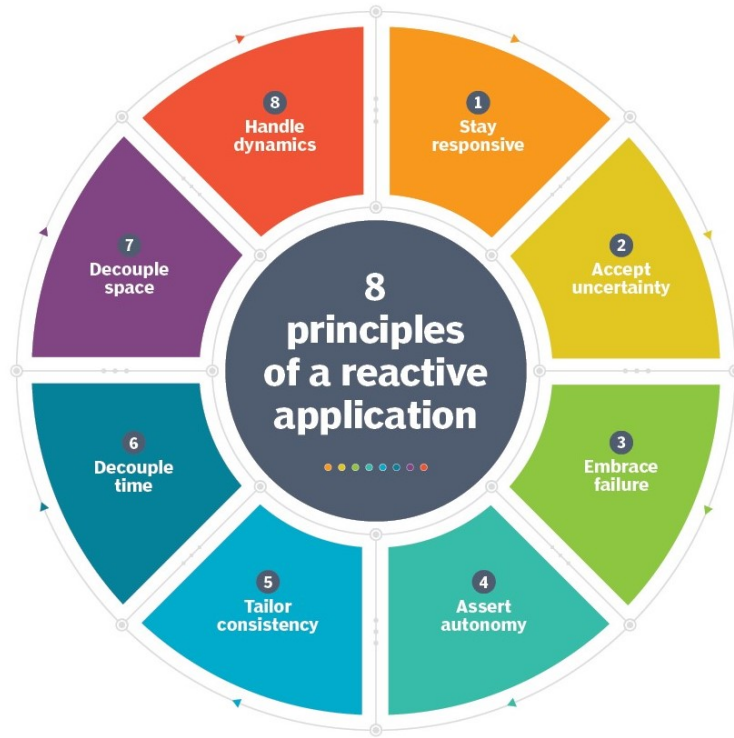 8
principles
of a reactive
application
1
Stay
responsive
2
Accept
uncertainty
3
Embrace
failure
4
Assert
autonomy
5
Tailor
consistency
6
Decouple
time
7
Decouple
space
8
Handle
dynamics